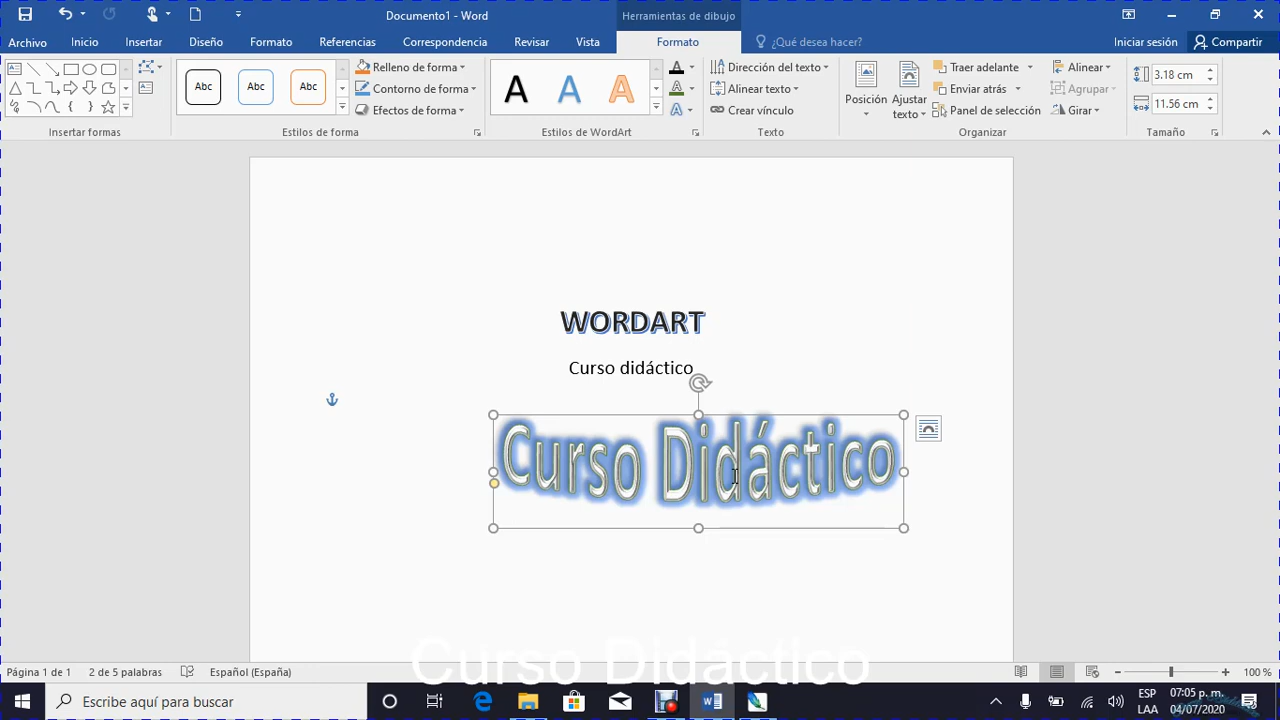 Documento1 - Word
Herramientas de dibujo
Archivo Inicio Insertar Diseño Formato Referencias Correspondencia Revisar Vista Formato ¿Qué desea hacer? Iniciar sesión Compartir
Abc Abc Abc
Relleno de forma
Contorno de forma
Efectos de forma
A A A
A
A
A
Dirección del texto
Alinear texto
Crear vínculo
Posición
Ajustar
texto
Traer adelante
Enviar atrás
Panel de selección
Alinear
Agrupar
Girar
3.18 cm
11.56 cm
Insertar formas Estilos de forma Estilos de WordArt Texto Organizar Tamaño
WORDART
Curso didáctico
Curso Didáctico
Curso Didáctico
Página 1 de 1 2 de 5 palabras Español (España) 100 %
Escribe aquí para buscar
ESP
LAA
07:05 p. m.
04/07/2020